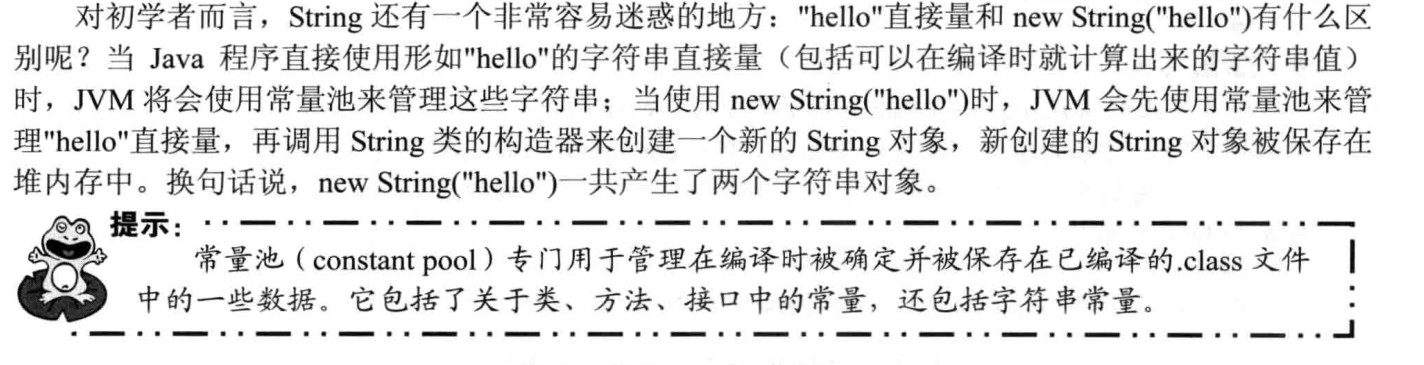 对初学者而言，String 还有一个非常容易迷惑的地方："hello"直接量和 new String("hello")有什么区
别呢？当 Java 程序直接使用形如"hello"的字符串直接量（包括可以在编译时就计算出来的字符串值）
时，JVM 将会使用常量池来管理这些字符串；当使用 new String("hello")时，JVM 会先使用常量池来管
理"hello"直接量，再调用 String 类的构造器来创建一个新的 String 对象，新创建的 String 对象被保存在
堆内存中。换句话说，new String("hello")一共产生了两个字符串对象。
提示：
常量池（constant pool）专门用于管理在编译时被确定并被保存在已编译的.class 文件
中的一些数据。它包括了关于类、方法、接口中的常量，还包括字符串常量。